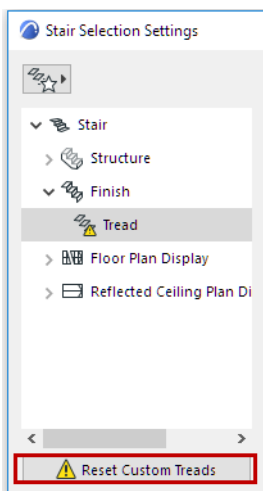 Stair Selection Settings
Stair
Structure
Finish
Tread
Floor Plan Display
Reflected Ceiling Plan Di
Reset Custom Treads